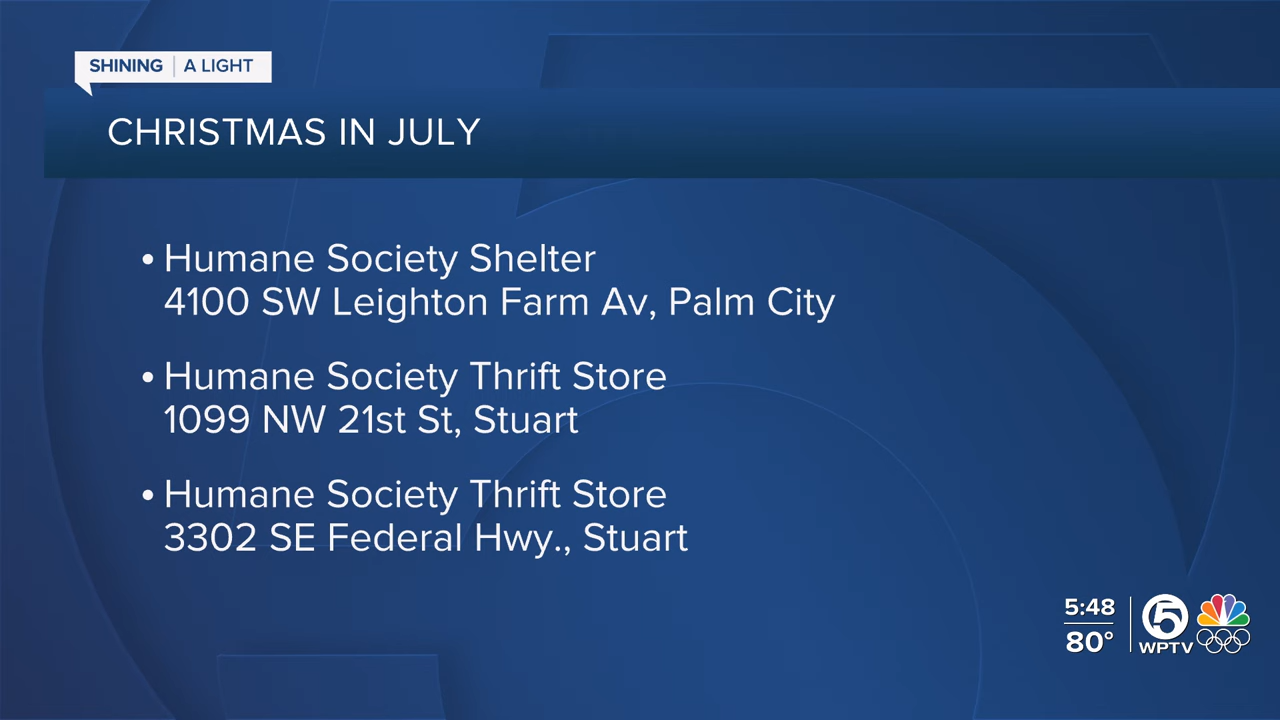 SHINING | A LIGHT
CHRISTMAS IN JULY
• Humane Society Shelter
4100 SW Leighton Farm Av, Palm City
• Humane Society Thrift Store
1099 NW 21st St, Stuart
• Humane Society Thrift Store
3302 SE Federal Hwy., Stuart
5:48
80°
5
WPTV